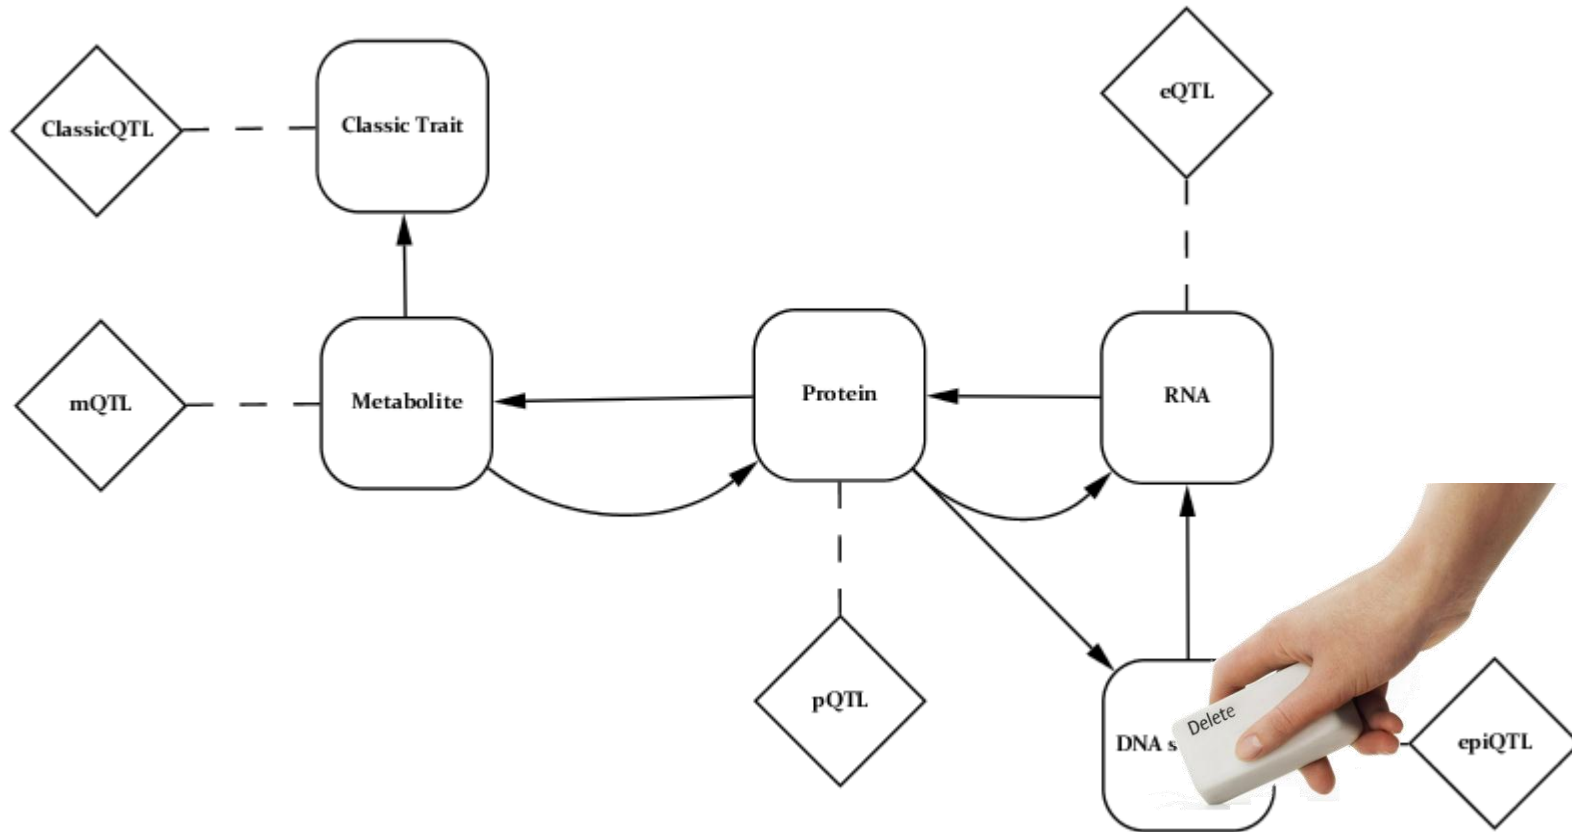 eQTL
ClassicQTL
Classic Trait
mQTL
Metabolite
Protein
RNA
pQTL
DNA
Delete
epiQTL